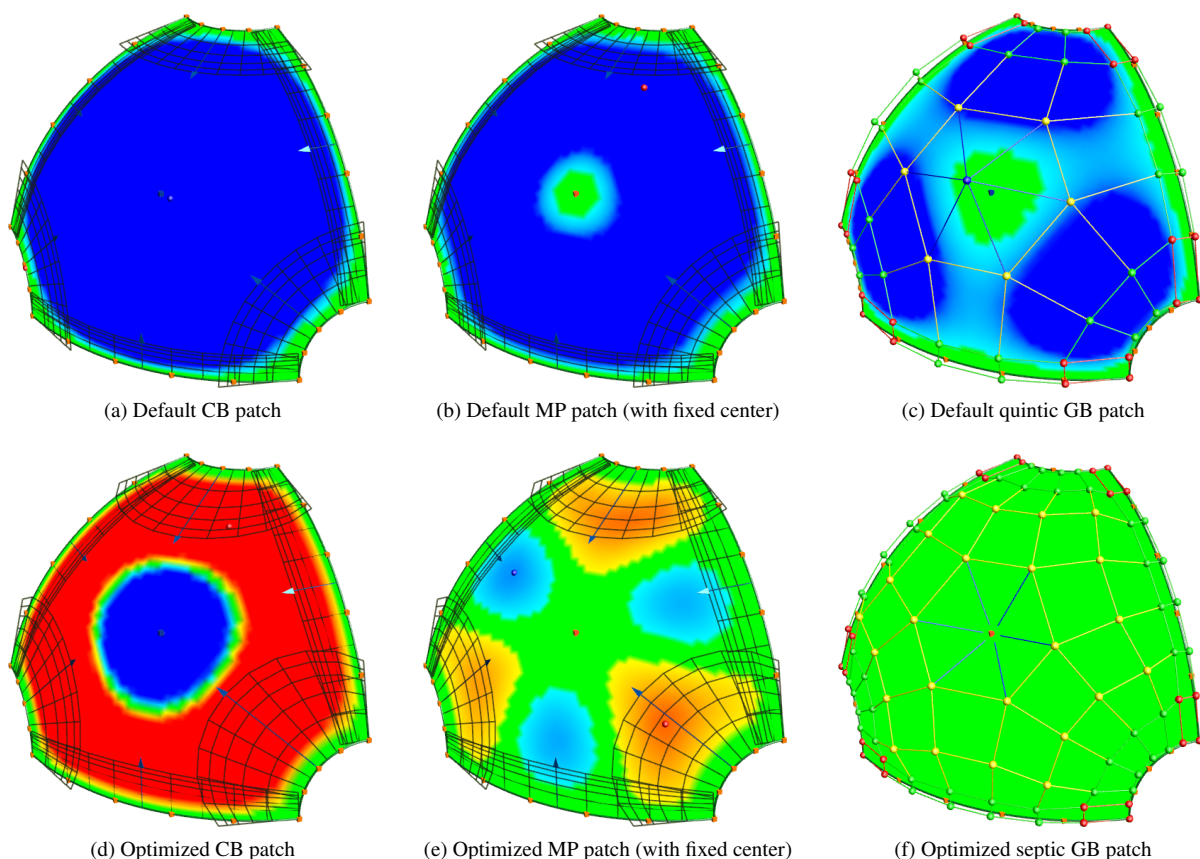 (a) Default CB patch
(b) Default MP patch (with fixed center)
(c) Default quintic GB patch
(d) Optimized CB patch
(e) Optimized MP patch (with fixed center)
(f) Optimized septic GB patch